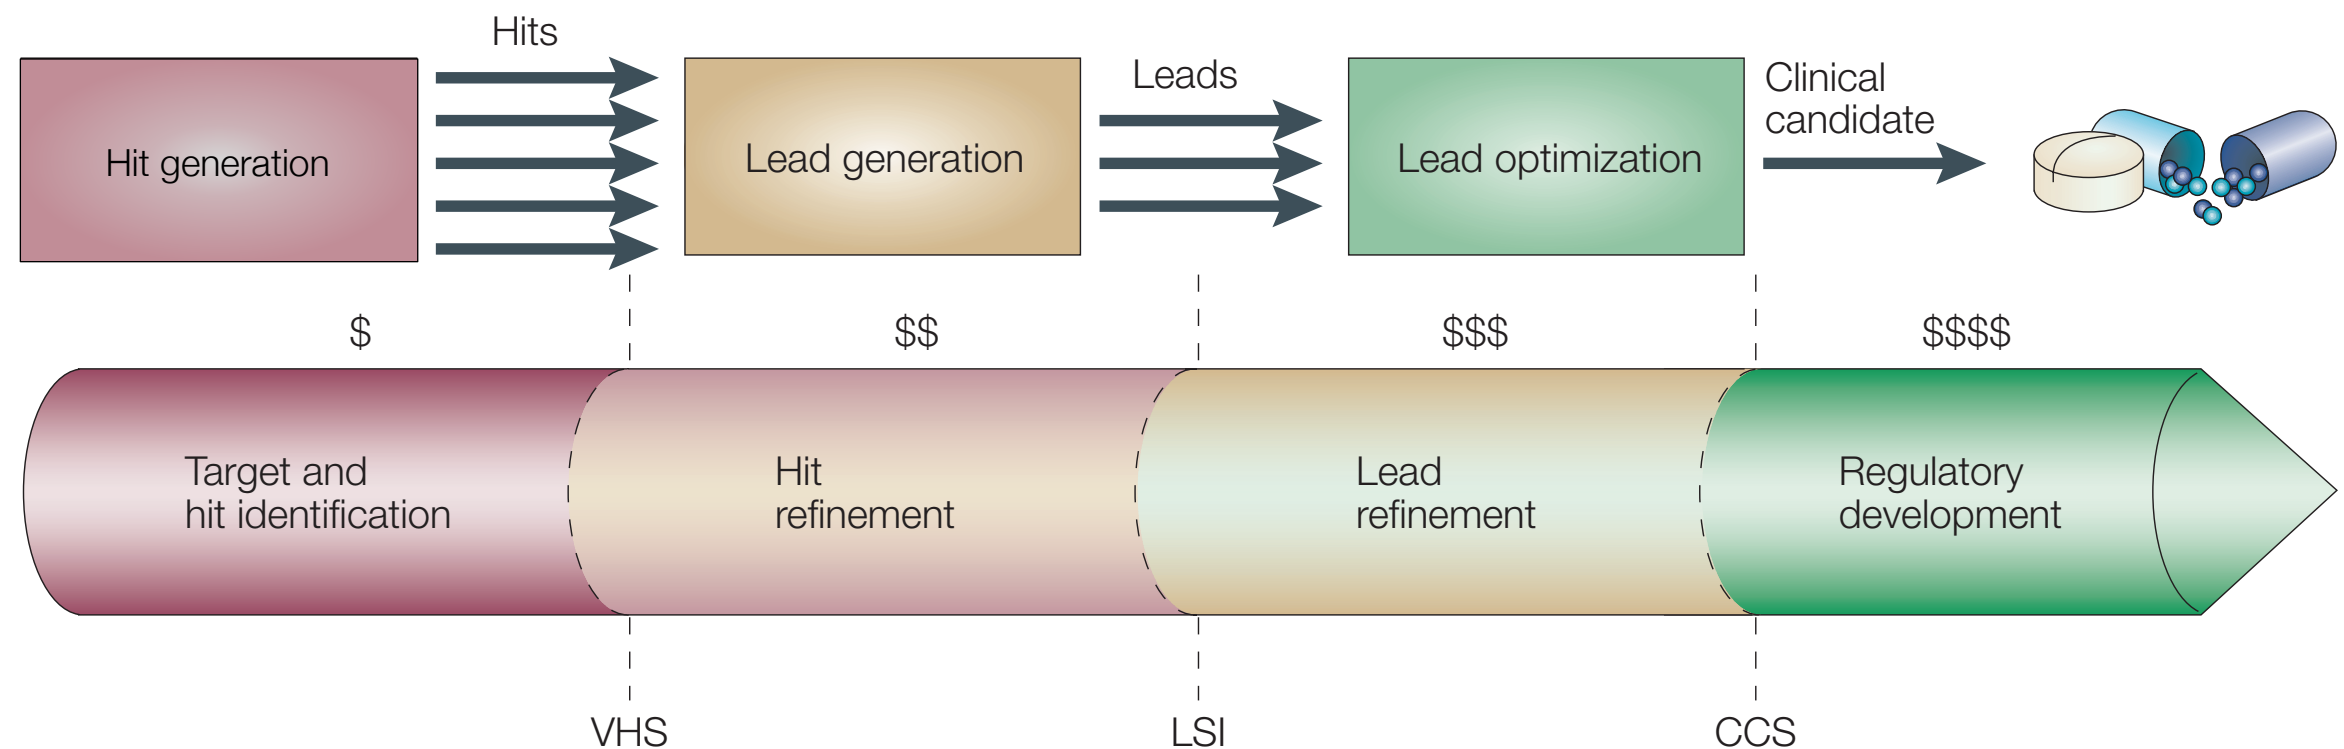 Hits
Hit generation
Lead generation
Leads
Lead optimization
Clinical
candidate
$
$$
$$$
$$$$
Target and
hit identification
Hit
refinement
Lead
refinement
Regulatory
development
VHS
LSI
CCS